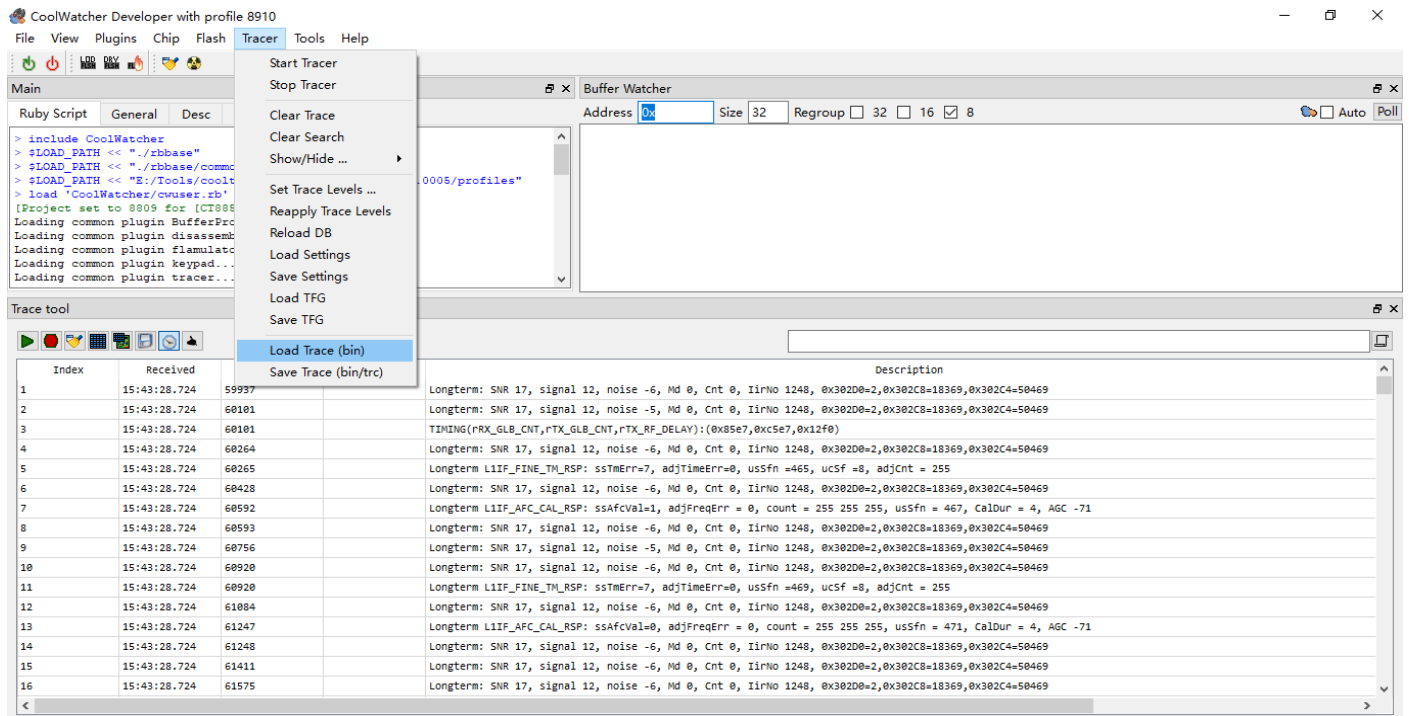 CoolWatcher Developer with profile 8910
File View Plugins Chip Flash Tracer Tools Help
Start Tracer
Stop Tracer
Clear Trace
Clear Search
Show/Hide ...
Set Trace Levels ...
Reapply Trace Levels
Reload DB
Load Settings
Save Settings
Load TFG
Save TFG
Load Trace (bin)
Save Trace (bin/trc)
Main
Ruby Script General Desc
> include CoolWatcher
> $LOAD_PATH << "./rbbase"
> $LOAD_PATH << "./rbbase/commo
> $LOAD_PATH << "E:/Tools/coolt .0005/profiles"
> load 'CoolWatcher/cwuser.rb'
[Project set to 8809 for [CT885
Loading common plugin BufferPro
Loading common plugin disassemb
Loading common plugin flamulato
Loading common plugin keypad...
Loading common plugin tracer...
Buffer Watcher
Address 0x Size 32 Regroup 32 16 8 Auto Poll
Trace tool
Index Received Description
1 15:43:28.724 59937 Longterm: SNR 17, signal 12, noise -6, Md 0, Cnt 0, IirNo 1248, 0x302D0=2,0x302C8=18369,0x302C4=50469
2 15:43:28.724 60101 Longterm: SNR 17, signal 12, noise -5, Md 0, Cnt 0, IirNo 1248, 0x302D0=2,0x302C8=18369,0x302C4=50469
3 15:43:28.724 60101 TIMING(rRX_GLB_CNT,rTX_GLB_CNT,rTX_RF_DELAY):(0x85e7,0xc5e7,0x12f0)
4 15:43:28.724 60264 Longterm: SNR 17, signal 12, noise -6, Md 0, Cnt 0, IirNo 1248, 0x302D0=2,0x302C8=18369,0x302C4=50469
5 15:43:28.724 60265 Longterm L1IF_FINE_TM_RSP: ssTmErr=7, adjTimeErr=0, usSfn =465, ucSf =8, adjCnt = 255
6 15:43:28.724 60428 Longterm: SNR 17, signal 12, noise -6, Md 0, Cnt 0, IirNo 1248, 0x302D0=2,0x302C8=18369,0x302C4=50469
7 15:43:28.724 60592 Longterm L1IF_AFC_CAL_RSP: ssAfcVal=1, adjFreqErr = 0, count = 255 255 255, usSfn = 467, CalDur = 4, AGC -71
8 15:43:28.724 60593 Longterm: SNR 17, signal 12, noise -6, Md 0, Cnt 0, IirNo 1248, 0x302D0=2,0x302C8=18369,0x302C4=50469
9 15:43:28.724 60756 Longterm: SNR 17, signal 12, noise -5, Md 0, Cnt 0, IirNo 1248, 0x302D0=2,0x302C8=18369,0x302C4=50469
10 15:43:28.724 60920 Longterm: SNR 17, signal 12, noise -6, Md 0, Cnt 0, IirNo 1248, 0x302D0=2,0x302C8=18369,0x302C4=50469
11 15:43:28.724 60920 Longterm L1IF_FINE_TM_RSP: ssTmErr=7, adjTimeErr=0, usSfn =469, ucSf =8, adjCnt = 255
12 15:43:28.724 61084 Longterm: SNR 17, signal 12, noise -6, Md 0, Cnt 0, IirNo 1248, 0x302D0=2,0x302C8=18369,0x302C4=50469
13 15:43:28.724 61247 Longterm L1IF_AFC_CAL_RSP: ssAfcVal=0, adjFreqErr = 0, count = 255 255 255, usSfn = 471, CalDur = 4, AGC -71
14 15:43:28.724 61248 Longterm: SNR 17, signal 12, noise -6, Md 0, Cnt 0, IirNo 1248, 0x302D0=2,0x302C8=18369,0x302C4=50469
15 15:43:28.724 61411 Longterm: SNR 17, signal 12, noise -6, Md 0, Cnt 0, IirNo 1248, 0x302D0=2,0x302C8=18369,0x302C4=50469
16 15:43:28.724 61575 Longterm: SNR 17, signal 12, noise -6, Md 0, Cnt 0, IirNo 1248, 0x302D0=2,0x302C8=18369,0x302C4=50469